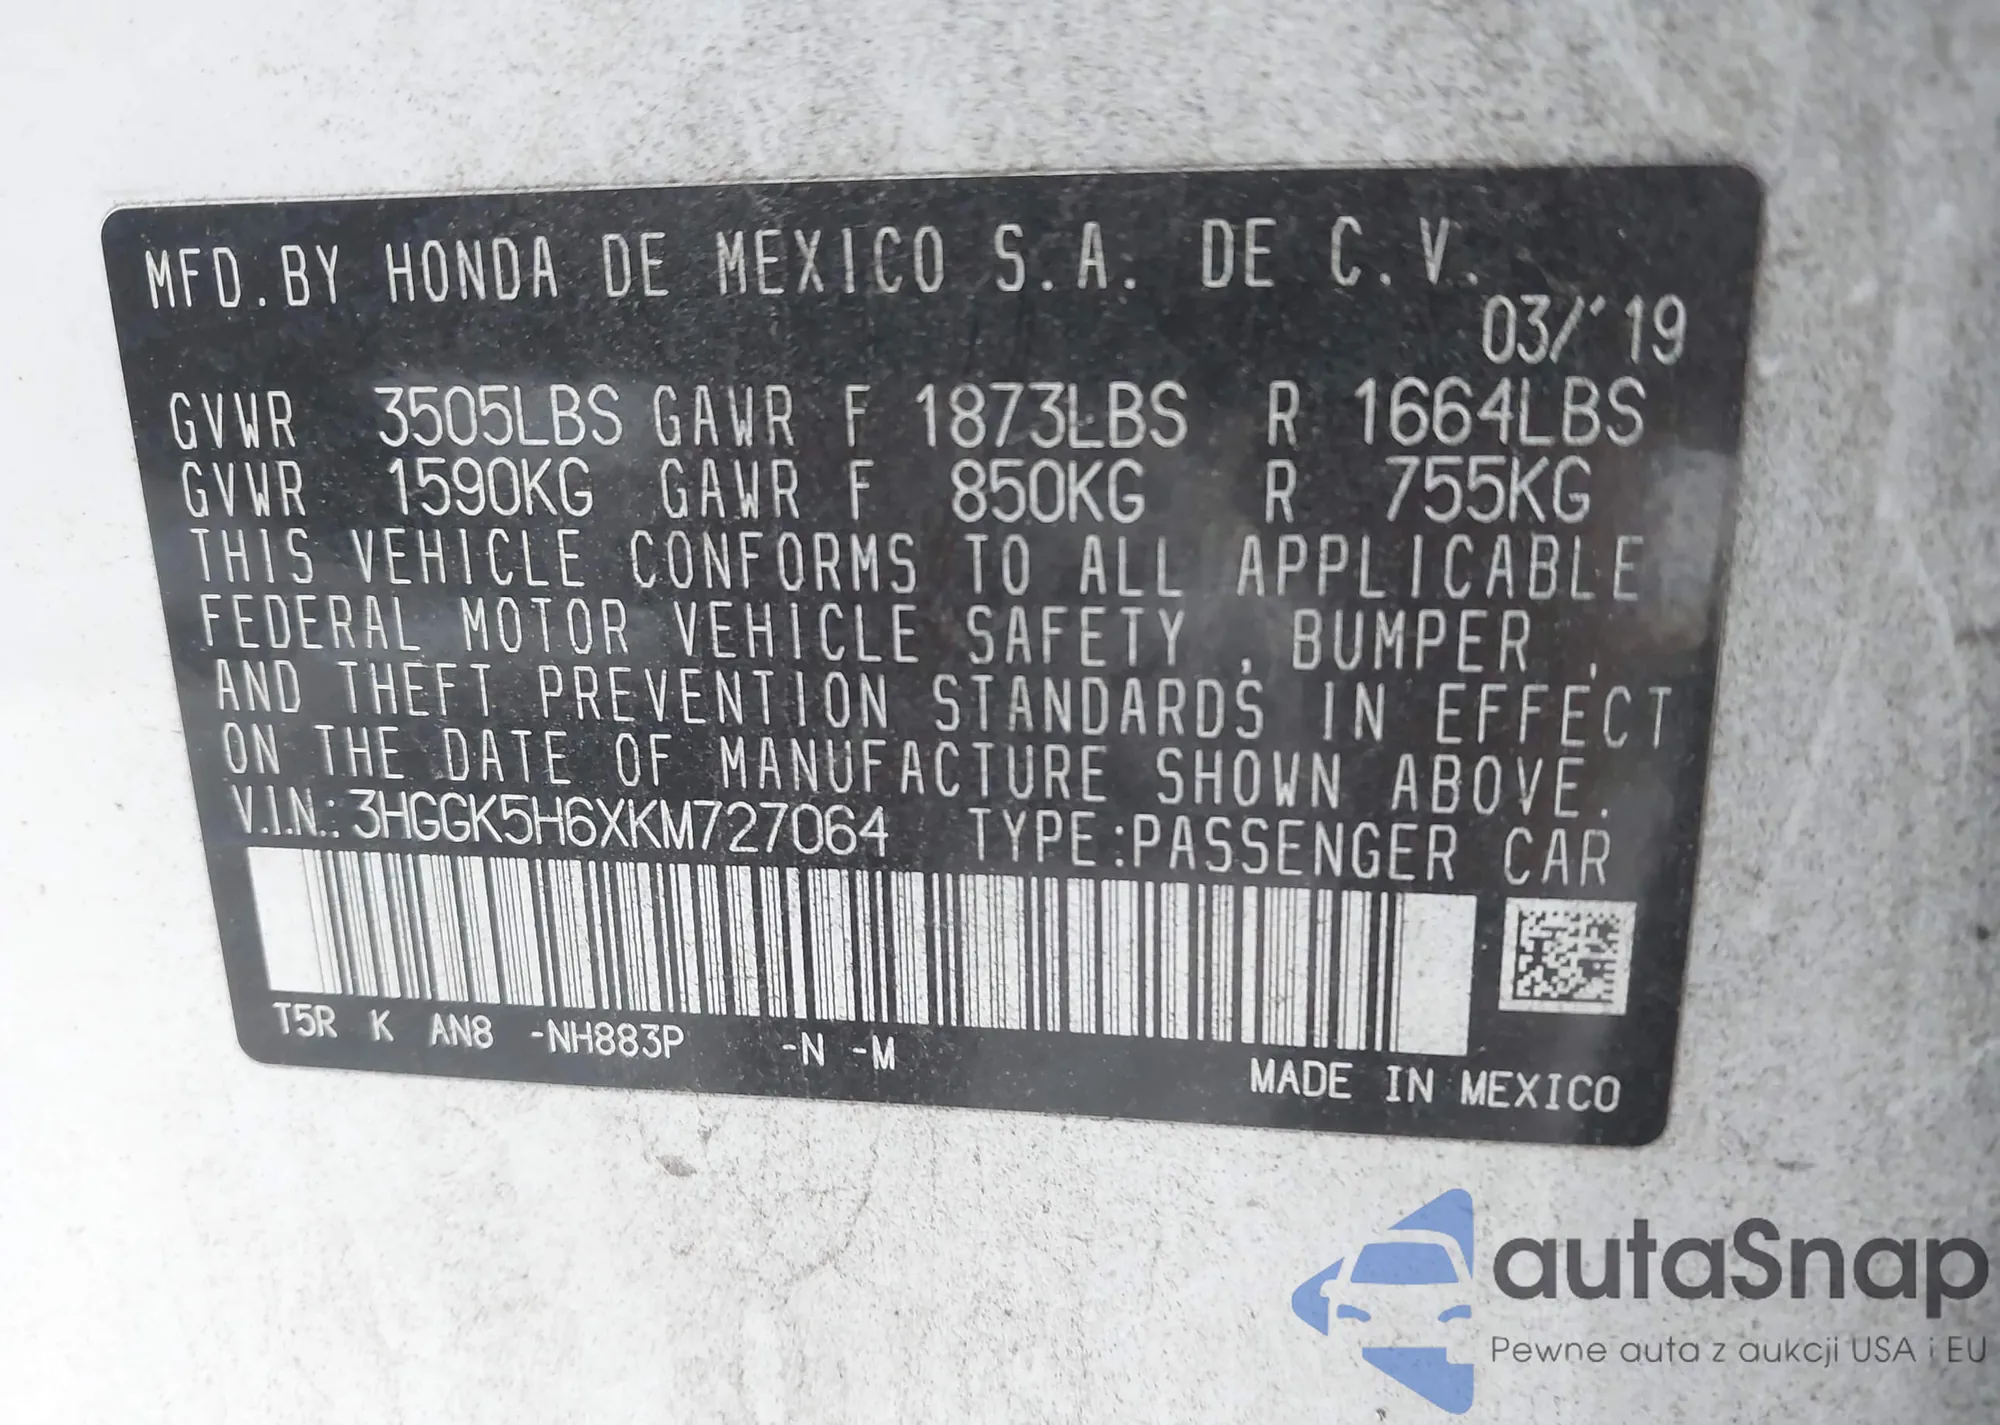 MFD. BY HONDA DE MEXICO S.A. DE C.V.
03/'19
GVWR 3505LBS GAWR F 1873LBS R 1664LBS
GVWR 1590KG GAWR F 850KG R 755KG
THIS VEHICLE CONFORMS TO ALL APPLICABLE
FEDERAL MOTOR VEHICLE SAFETY , BUMPER ,
AND THEFT PREVENTION STANDARDS IN EFFECT
ON THE DATE OF MANUFACTURE SHOWN ABOVE.
V.I.N.: 3HGGK5H6XKM727064 TYPE:PASSENGER CAR
T5R K AN8 -NH883P -N -M
MADE IN MEXICO
autaSnap
Pewne auta z aukcji USA i EU